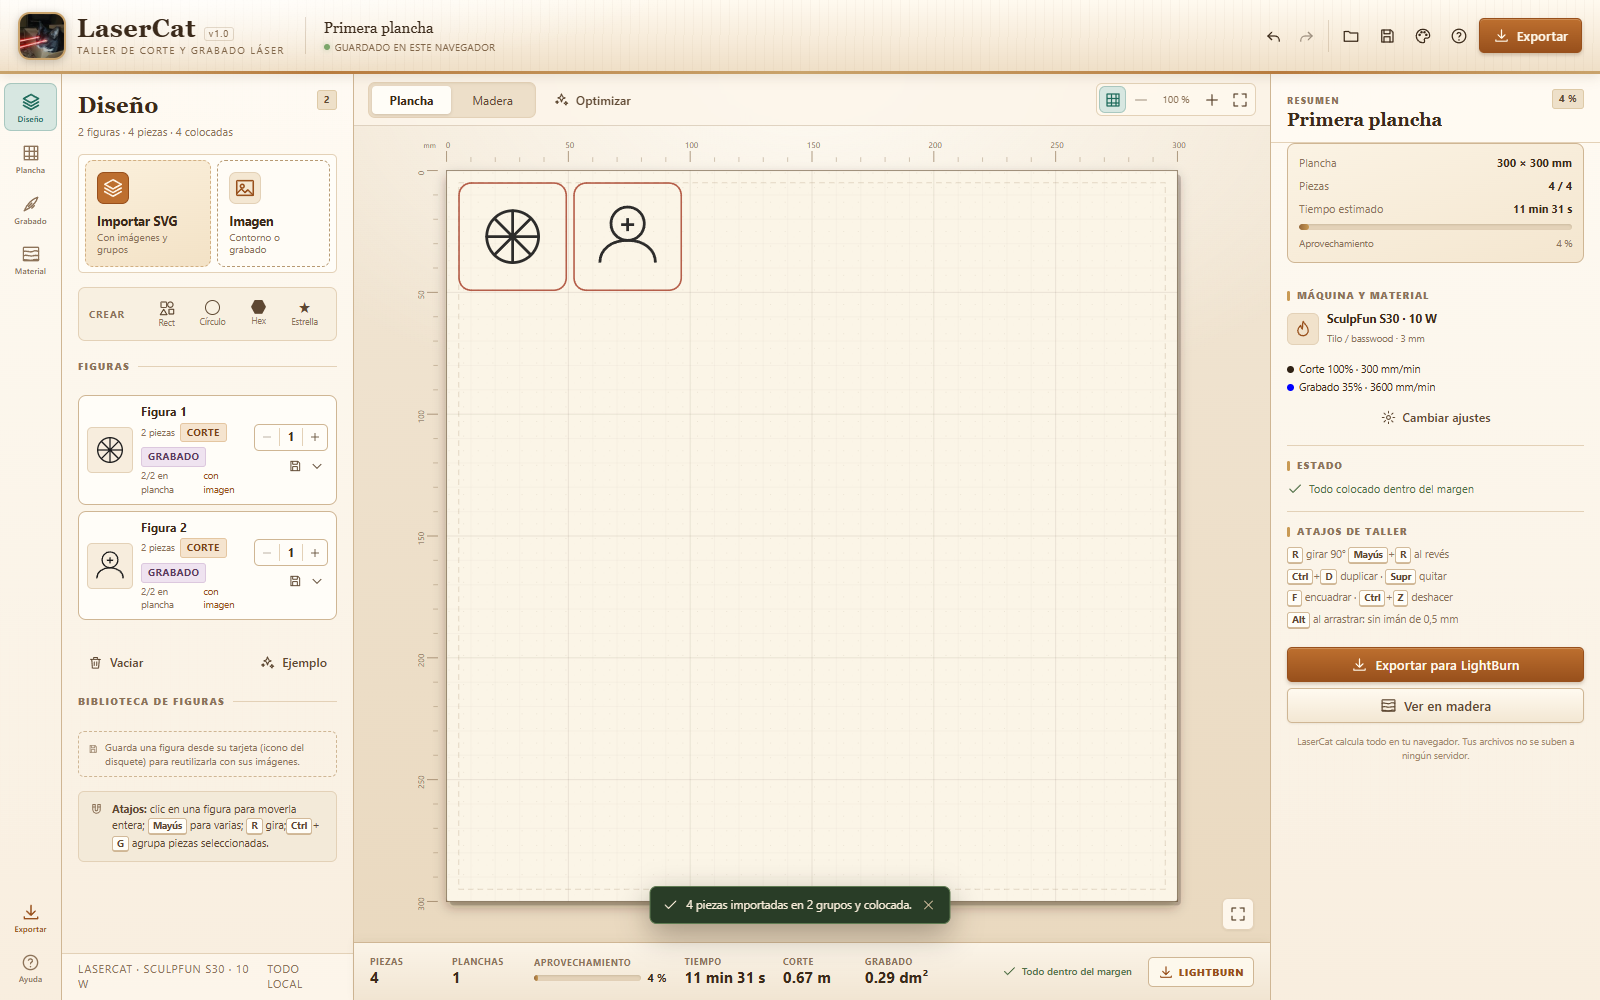 LaserCat v1.0
TALLER DE CORTE Y GRABADO LÁSER
Primera plancha
GUARDADO EN ESTE NAVEGADOR
Exportar
Diseño
Plancha
Grabado
Material
Exportar
Ayuda
Diseño 2
2 figuras · 4 piezas · 4 colocadas
Importar SVG
Con imágenes y
grupos
Imagen
Contorno o
grabado
CREAR
Rect
Círculo
Hex
Estrella
FIGURAS
Figura 1
2 piezas CORTE
GRABADO
2/2 en
plancha
con
imagen
1
Figura 2
2 piezas CORTE
GRABADO
2/2 en
plancha
con
imagen
1
Vaciar
Ejemplo
BIBLIOTECA DE FIGURAS
Guarda una figura desde su tarjeta (icono del
disquete) para reutilizarla con sus imágenes.
Atajos: clic en una figura para moverla
entera; Mayús para varias; R gira; Ctrl +
G agrupa piezas seleccionadas.
LASERCAT · SCULPFUN S30 · 10
W
TODO
LOCAL
Plancha
Madera
Optimizar
100 %
mm 0 50 100 150 200 250 300
0
50
100
150
200
250
300
4 piezas importadas en 2 grupos y colocada.
PIEZAS
4
PLANCHAS
1
APROVECHAMIENTO
4 %
TIEMPO
11 min 31 s
CORTE
0.67 m
GRABADO
0.29 dm²
Todo dentro del margen
LIGHTBURN
RESUMEN
Primera plancha
4 %
Plancha 300 × 300 mm
Piezas 4 / 4
Tiempo estimado 11 min 31 s
Aprovechamiento 4 %
MÁQUINA Y MATERIAL
SculpFun S30 · 10 W
Tilo / basswood · 3 mm
Corte 100% · 300 mm/min
Grabado 35% · 3600 mm/min
Cambiar ajustes
ESTADO
Todo colocado dentro del margen
ATAJOS DE TALLER
R girar 90° Mayús + R al revés
Ctrl + D duplicar · Supr quitar
F encuadrar · Ctrl + Z deshacer
Alt al arrastrar: sin imán de 0,5 mm
Exportar para LightBurn
Ver en madera
LaserCat calcula todo en tu navegador. Tus archivos no se suben a
ningún servidor.